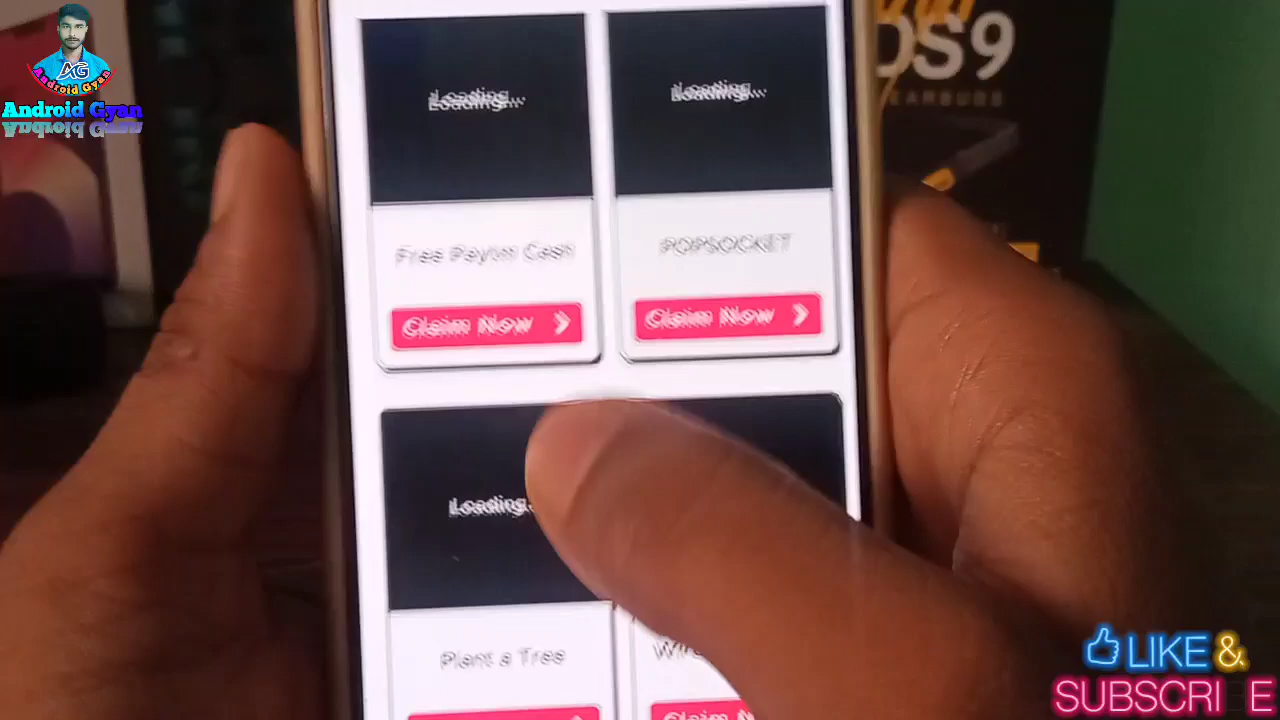 AG
Android Gyan
Android Gyan
Loading...
Loading...
OS9
EARBUDS
Free Paytm Cash
POPSOCKET
Claim Now
Claim Now
Loading.
Plant a Tree
LIKE &
SUBSCRI E